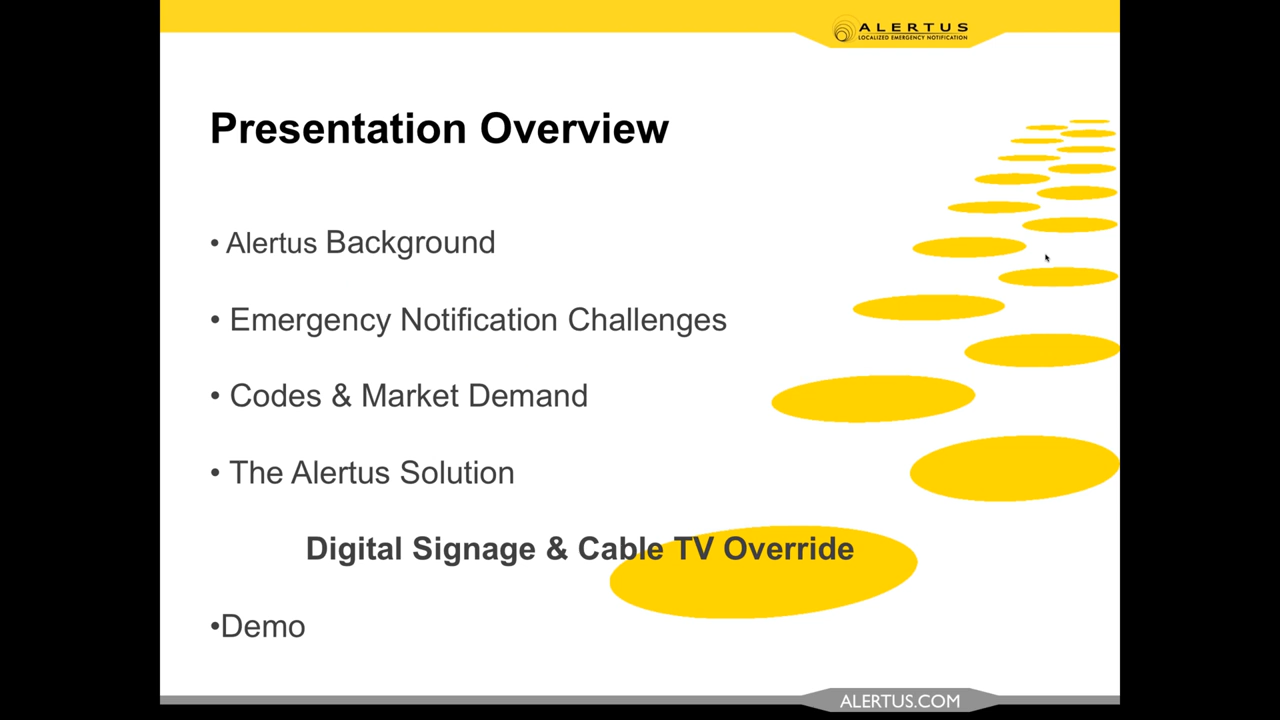 ALERTUS
LOCALIZED EMERGENCY NOTIFICATION
Presentation Overview
• Alertus Background
• Emergency Notification Challenges
• Codes & Market Demand
• The Alertus Solution
Digital Signage & Cable TV Override
•Demo
ALERTUS.COM